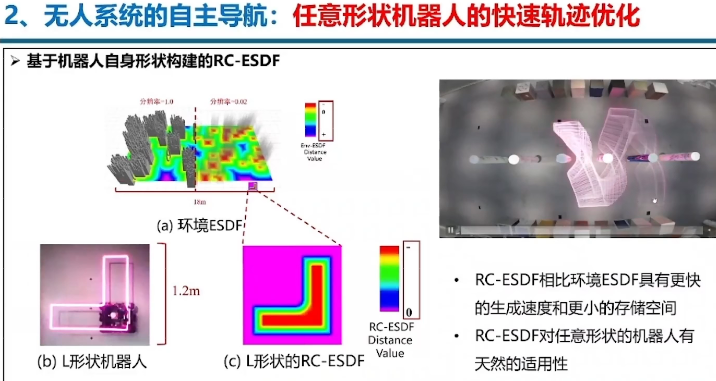 2、无人系统的自主导航：任意形状机器人的快速轨迹优化
➤ 基于机器人自身形状构建的RC-ESDF
分辨率=1.0 分辨率=0.02
Env-ESDF
Distance
Value
18m
(a) 环境ESDF
1.2m
0
RC-ESDF
Distance
Value
(b) L形状机器人
(c) L形状的RC-ESDF
• RC-ESDF相比环境ESDF具有更快
的生成速度和更小的存储空间
• RC-ESDF对任意形状的机器人有
天然的适用性